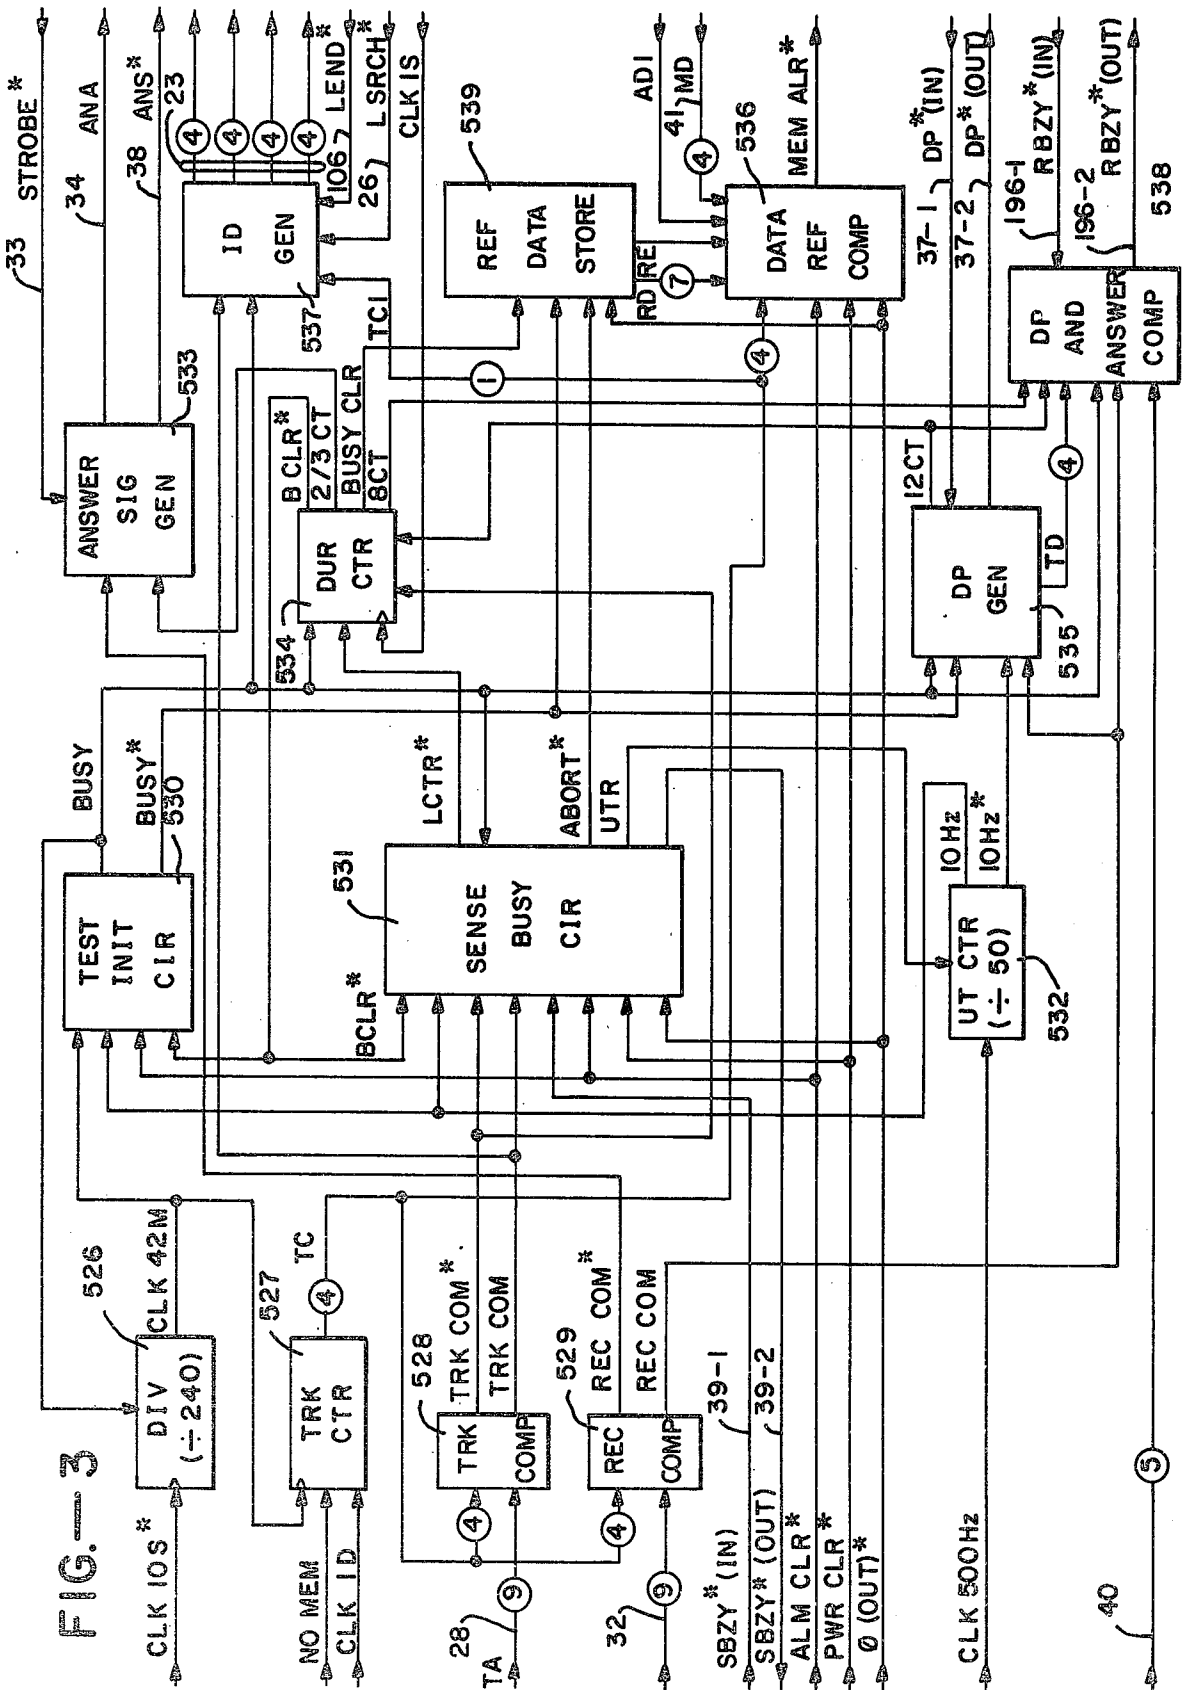 FIG.—3
CLK 10S*
DIV
(÷240)
526
CLK 42M
NO MEM
CLK 1D
TRK
CTR
527
4
TC
28
TA
9
4
TRK
COMP
528
TRK COM*
TRK COM
32
9
4
REC
COMP
529
REC COM*
REC COM
SBZY* (IN)
39-1
SBZY* (OUT)
39-2
ALM CLR*
PWR CLR*
Ø (OUT)*
CLK 500Hz
40
5
TEST
INIT
CIR
530
BUSY
BUSY*
BCLR*
SENSE
BUSY
CIR
531
LCTR*
ABORT*
UTR
UT CTR
(÷50)
532
10Hz
10Hz*
33
STROBE*
ANSWER
SIG
GEN
533
34
ANA
38
ANS*
534
DUR
CTR
B CLR*
2/3 CT
BUSY CLR
8CT
TC1
1
4
ID
GEN
537
23
4
4
4
4
106
LEND*
26
LSRCH*
CLK IS
REF
DATA
STORE
539
RD
RE
7
DATA
REF
COMP
536
ADI
41
MD
4
MEM ALR*
DP
GEN
535
12CT
TD
4
37-1
DP* (IN)
37-2
DP* (OUT)
DP
AND
ANSWER
COMP
538
196-1
RBZY* (IN)
196-2
RBZY* (OUT)